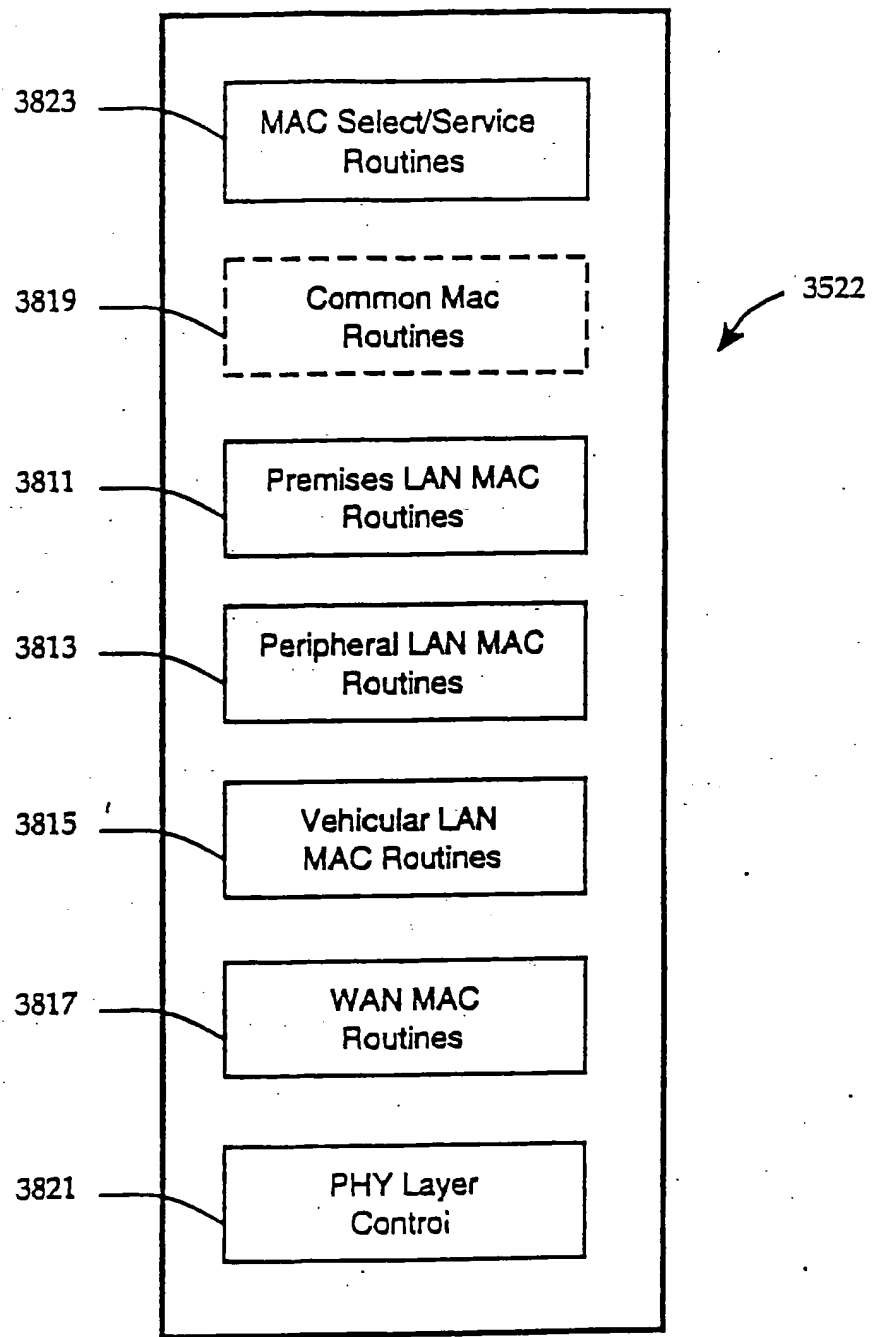 3823
MAC Select/Service
Routines
3819
Common Mac
Routines
3522
3811
Premises LAN MAC
Routines
3813
Peripheral LAN MAC
Routines
3815
Vehicular LAN
MAC Routines
3817
WAN MAC
Routines
3821
PHY Layer
Control